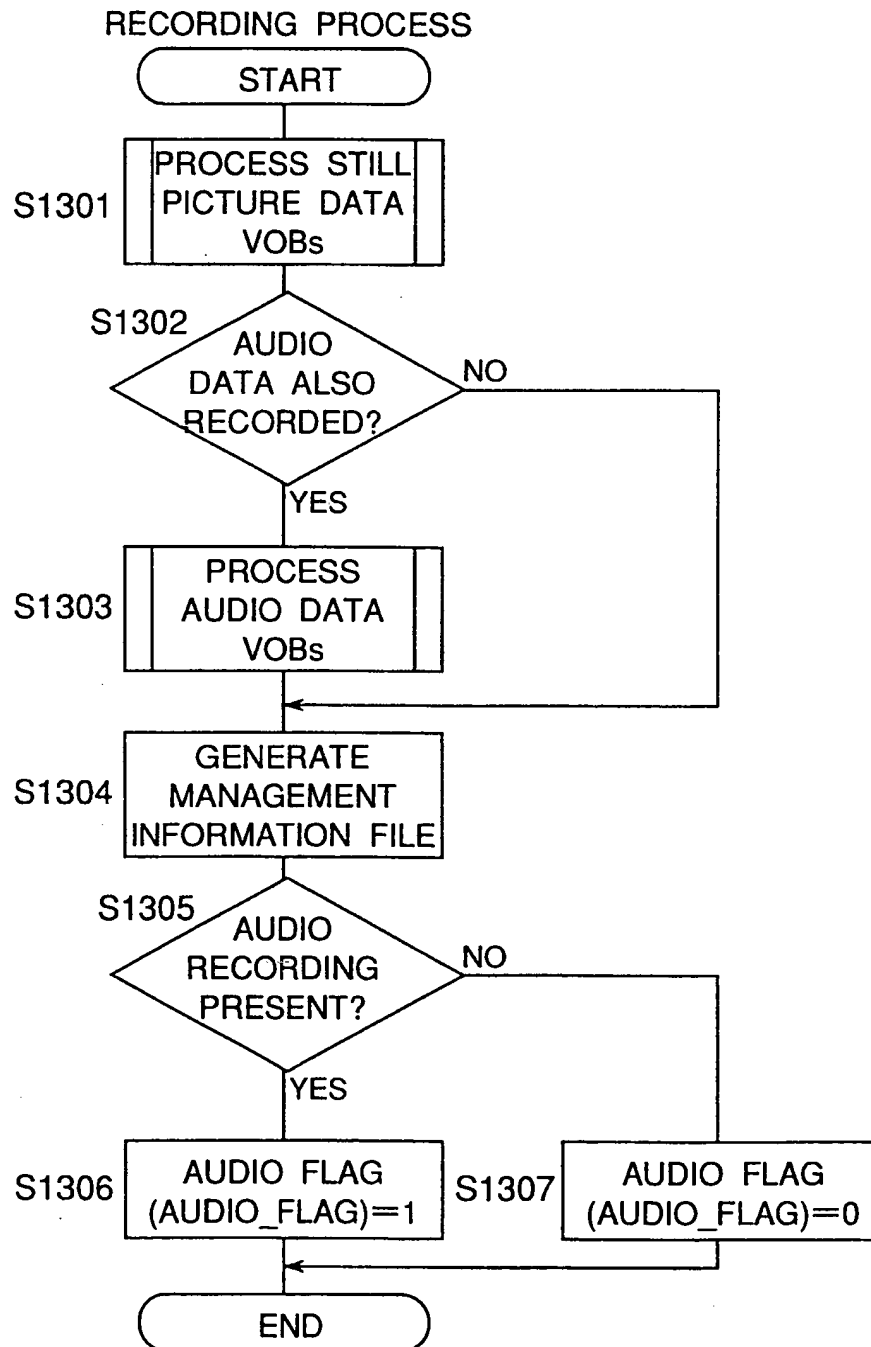 RECORDING PROCESS
START
S1301
PROCESS STILL
PICTURE DATA
VOBs
S1302
AUDIO
DATA ALSO
RECORDED?
NO
YES
S1303
PROCESS
AUDIO DATA
VOBs
S1304
GENERATE
MANAGEMENT
INFORMATION FILE
S1305
AUDIO
RECORDING
PRESENT?
NO
YES
S1306
AUDIO FLAG
(AUDIO_FLAG)=1
S1307
AUDIO FLAG
(AUDIO_FLAG)=0
END